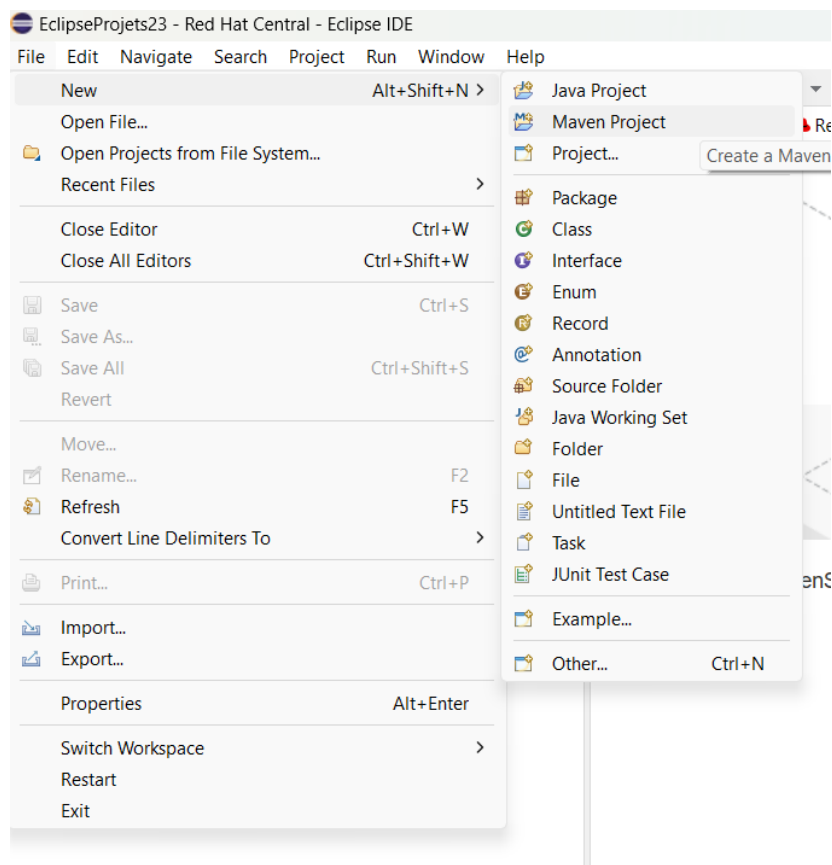 EclipseProjets23 - Red Hat Central - Eclipse IDE
File Edit Navigate Search Project Run Window Help
New Alt+Shift+N >
Open File...
Open Projects from File System...
Recent Files >
Close Editor Ctrl+W
Close All Editors Ctrl+Shift+W
Save Ctrl+S
Save As...
Save All Ctrl+Shift+S
Revert
Move...
Rename... F2
Refresh F5
Convert Line Delimiters To >
Print... Ctrl+P
Import...
Export...
Properties Alt+Enter
Switch Workspace >
Restart
Exit
Java Project
Maven Project
Project...
Package
Class
Interface
Enum
Record
Annotation
Source Folder
Java Working Set
Folder
File
Untitled Text File
Task
JUnit Test Case
Example...
Other... Ctrl+N
Re
Create a Maven
enS